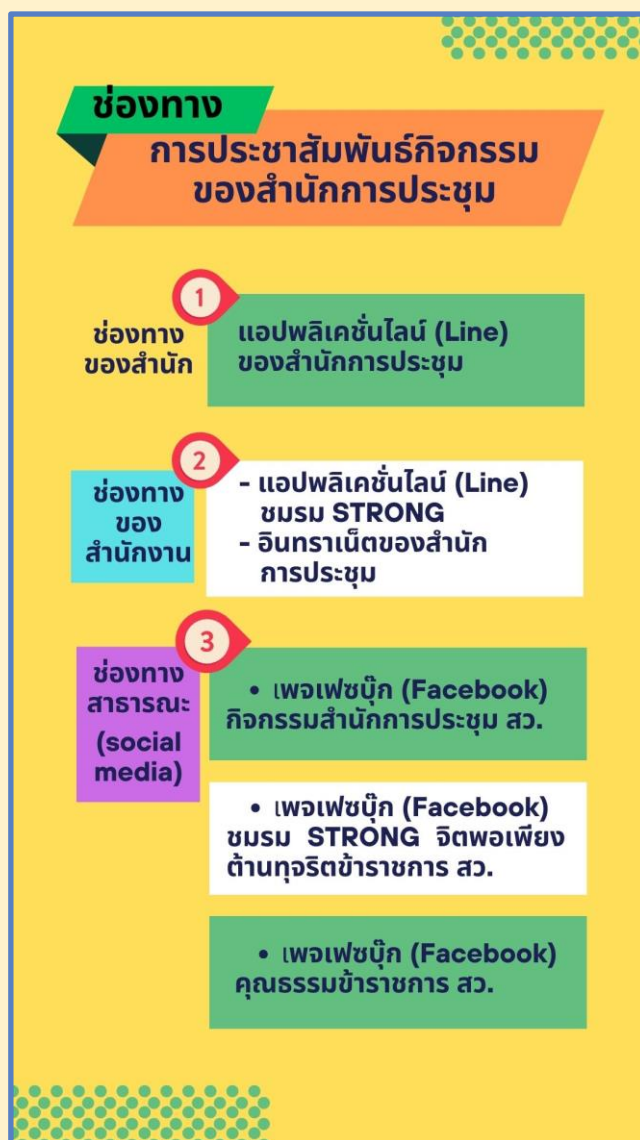 ช่องทาง
การประชาสัมพันธ์กิจกรรม
ของสำนักการประชุม
1
ช่องทาง
ของสำนัก
แอปพลิเคชั่นไลน์ (Line)
ของสำนักการประชุม
2
ช่องทาง
ของ
สำนักงาน
- แอปพลิเคชั่นไลน์ (Line)
ชมรม STRONG
- อินทราเน็ตของสำนัก
การประชุม
3
ช่องทาง
สาธารณะ
(social
media)
• เพจเฟซบุ๊ก (Facebook)
กิจกรรมสำนักการประชุม สว.
• เพจเฟซบุ๊ก (Facebook)
ชมรม STRONG จิตพอเพียง
ต้านทุจริตข้าราชการ สว.
• เพจเฟซบุ๊ก (Facebook)
คุณธรรมข้าราชการ สว.